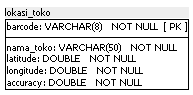 lokasi_toko
barcode: VARCHAR(8) NOT NULL [ PK ]
nama_toko: VARCHAR(50) NOT NULL
latitude: DOUBLE NOT NULL
longitude: DOUBLE NOT NULL
accuracy: DOUBLE NOT NULL